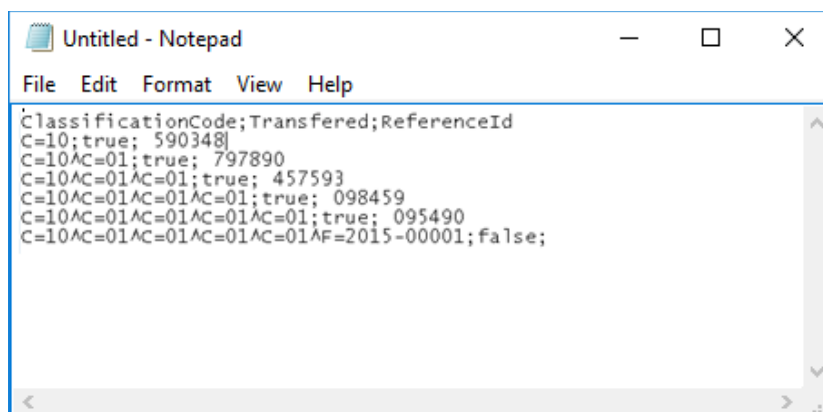 Untitled - Notepad
File Edit Format View Help
ClassificationCode;Transfered;ReferenceId
C=10;true; 590348
C=10^C=01;true; 797890
C=10^C=01^C=01;true; 457593
C=10^C=01^C=01^C=01;true; 098459
C=10^C=01^C=01^C=01^C=01;true; 095490
C=10^C=01^C=01^C=01^C=01^F=2015-00001;false;